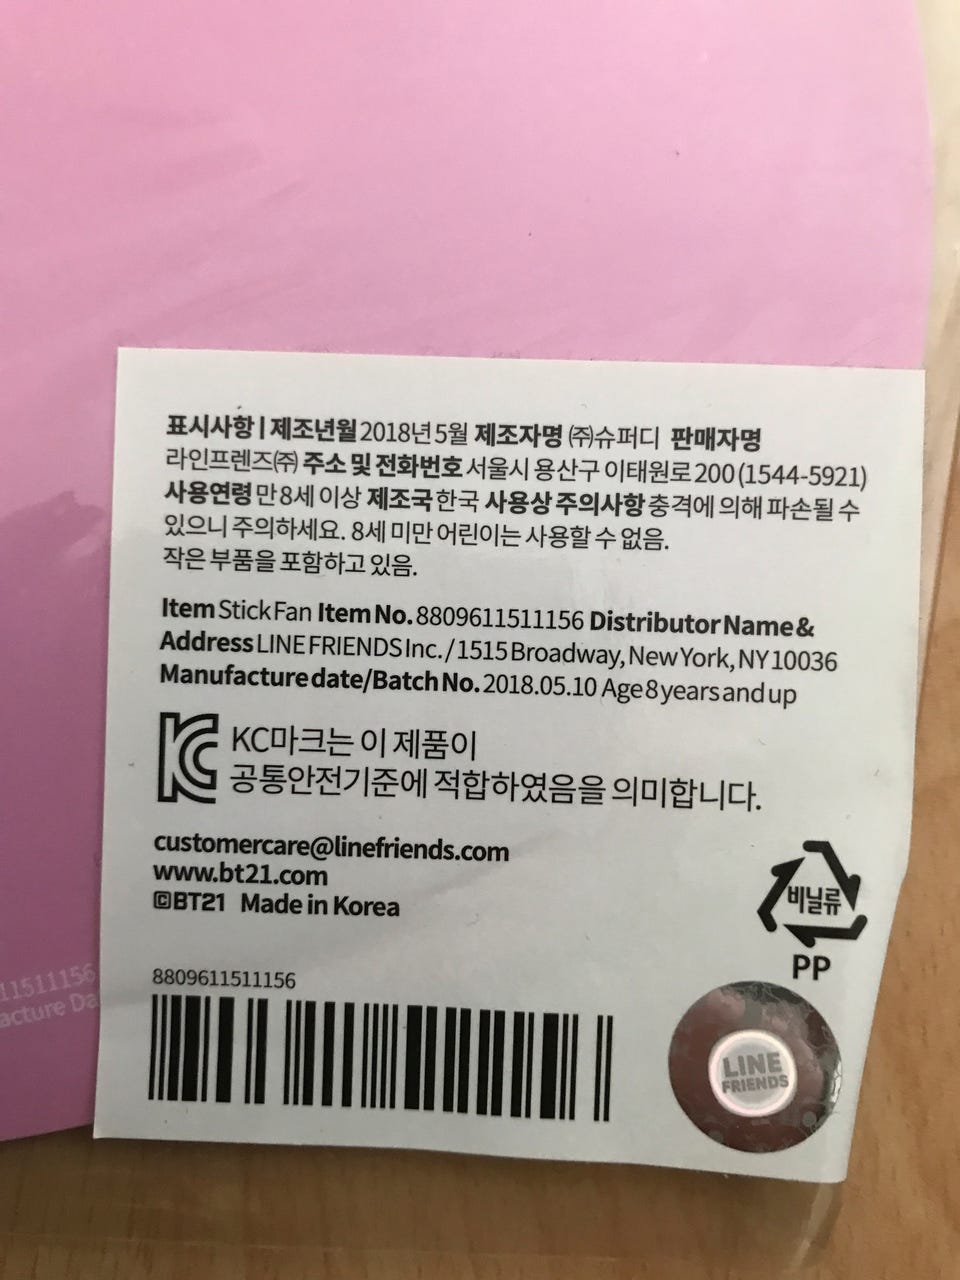 표시사항 | 제조년월 2018년 5월 제조자명 ㈜슈퍼디 판매자명
라인프렌즈㈜ 주소 및 전화번호 서울시 용산구 이태원로 200 (1544-5921)
사용연령 만 8세 이상 제조국 한국 사용상 주의사항 충격에 의해 파손될 수
있으니 주의하세요. 8세 미만 어린이는 사용할 수 없음.
작은 부품을 포함하고 있음.
Item Stick Fan Item No. 8809611511156 Distributor Name &
Address LINE FRIENDS Inc. / 1515 Broadway, New York, NY 10036
Manufacture date/Batch No. 2018.05.10 Age 8 years and up
KC마크는 이 제품이
공통안전기준에 적합하였음을 의미합니다.
customercare@linefriends.com
www.bt21.com
©BT21 Made in Korea
비닐류
PP
8809611511156
LINE
FRIENDS
11511156
acture Da